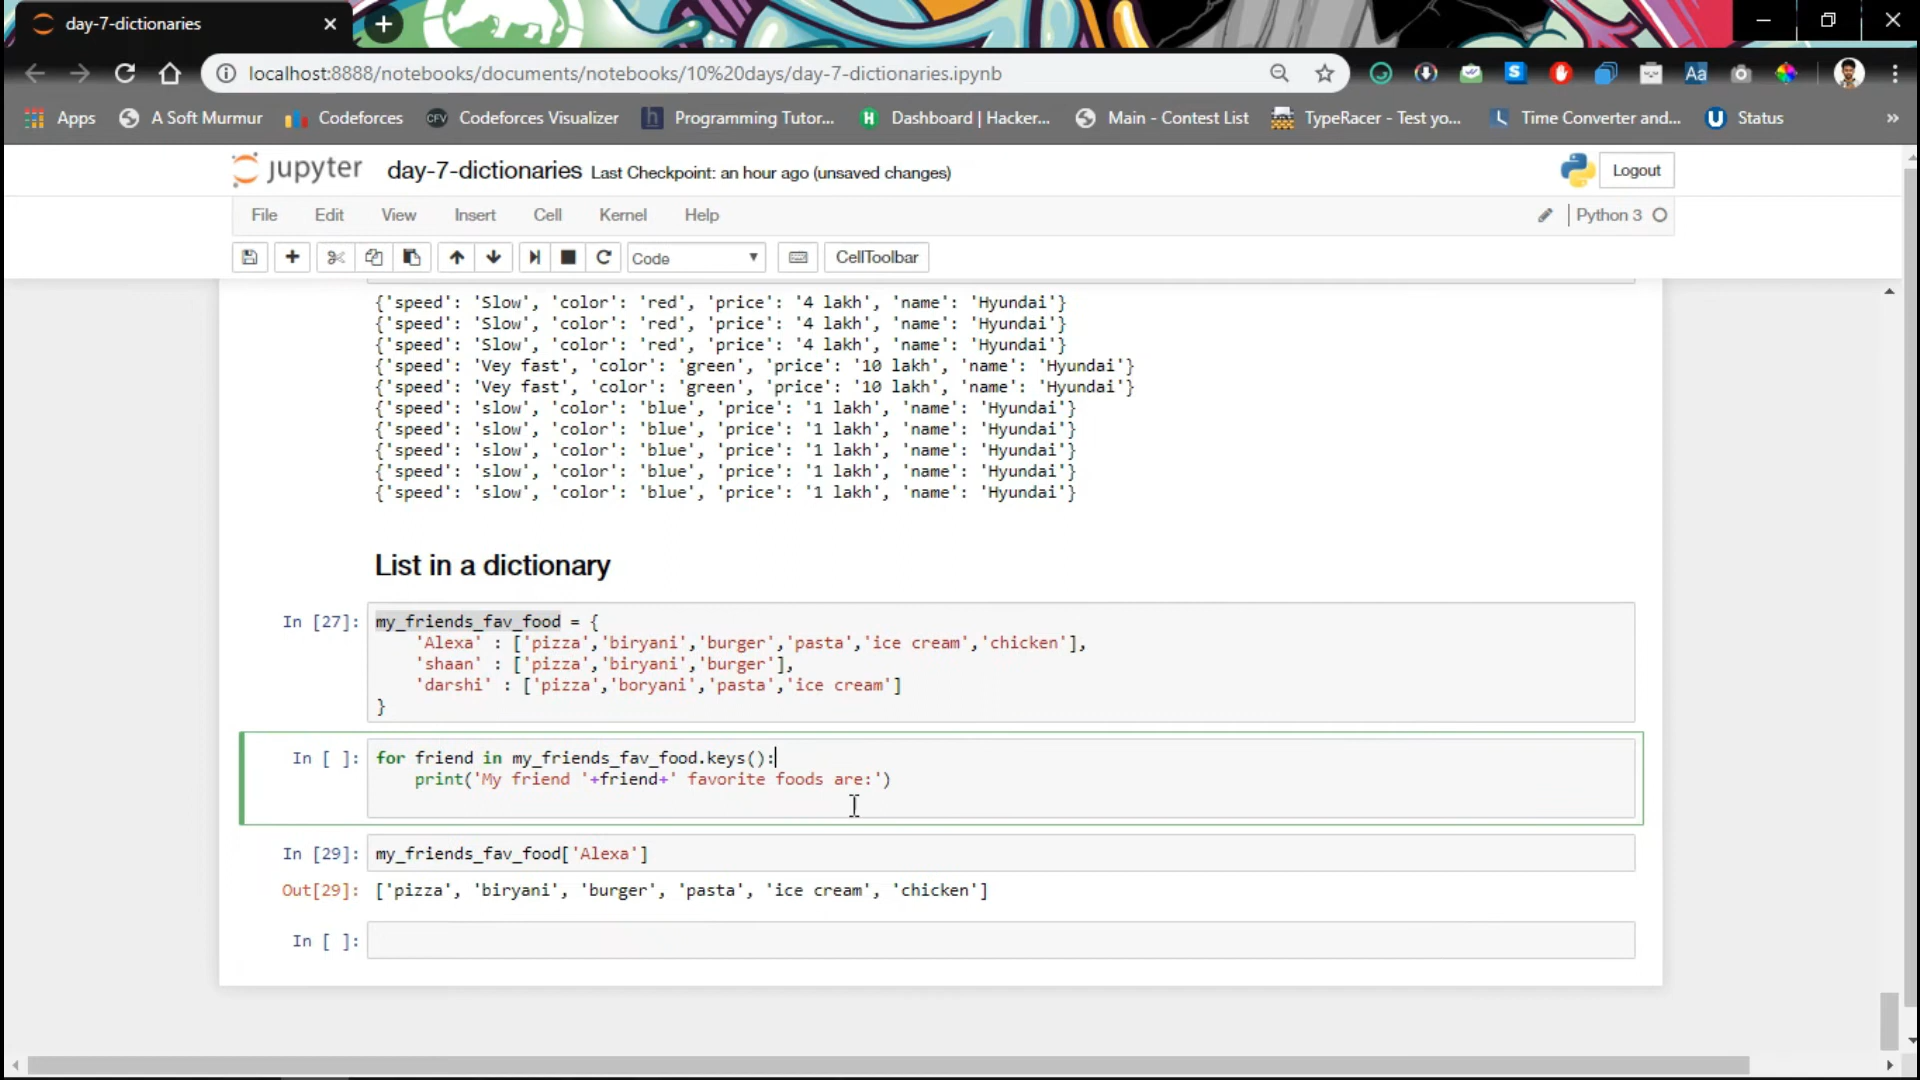 day-7-dictionaries
localhost:8888/notebooks/documents/notebooks/10%20days/day-7-dictionaries.ipynb
Apps A Soft Murmur Codeforces CFV Codeforces Visualizer h Programming Tutor... H Dashboard | Hacker... Main - Contest List TypeRacer - Test yo... Time Converter and... U Status »
jupyter day-7-dictionaries Last Checkpoint: an hour ago (unsaved changes) Logout
File Edit View Insert Cell Kernel Help Python 3
Code CellToolbar
{'speed': 'Slow', 'color': 'red', 'price': '4 lakh', 'name': 'Hyundai'}
{'speed': 'Slow', 'color': 'red', 'price': '4 lakh', 'name': 'Hyundai'}
{'speed': 'Slow', 'color': 'red', 'price': '4 lakh', 'name': 'Hyundai'}
{'speed': 'Vey fast', 'color': 'green', 'price': '10 lakh', 'name': 'Hyundai'}
{'speed': 'Vey fast', 'color': 'green', 'price': '10 lakh', 'name': 'Hyundai'}
{'speed': 'slow', 'color': 'blue', 'price': '1 lakh', 'name': 'Hyundai'}
{'speed': 'slow', 'color': 'blue', 'price': '1 lakh', 'name': 'Hyundai'}
{'speed': 'slow', 'color': 'blue', 'price': '1 lakh', 'name': 'Hyundai'}
{'speed': 'slow', 'color': 'blue', 'price': '1 lakh', 'name': 'Hyundai'}
{'speed': 'slow', 'color': 'blue', 'price': '1 lakh', 'name': 'Hyundai'}
List in a dictionary
In [27]: my_friends_fav_food = {
'Alexa' : ['pizza','biryani','burger','pasta','ice cream','chicken'],
'shaan' : ['pizza','biryani','burger'],
'darshi' : ['pizza','boryani','pasta','ice cream']
}
In [ ]: for friend in my_friends_fav_food.keys():
print('My friend '+friend+' favorite foods are:')
In [29]: my_friends_fav_food['Alexa']
Out[29]: ['pizza', 'biryani', 'burger', 'pasta', 'ice cream', 'chicken']
In [ ]: